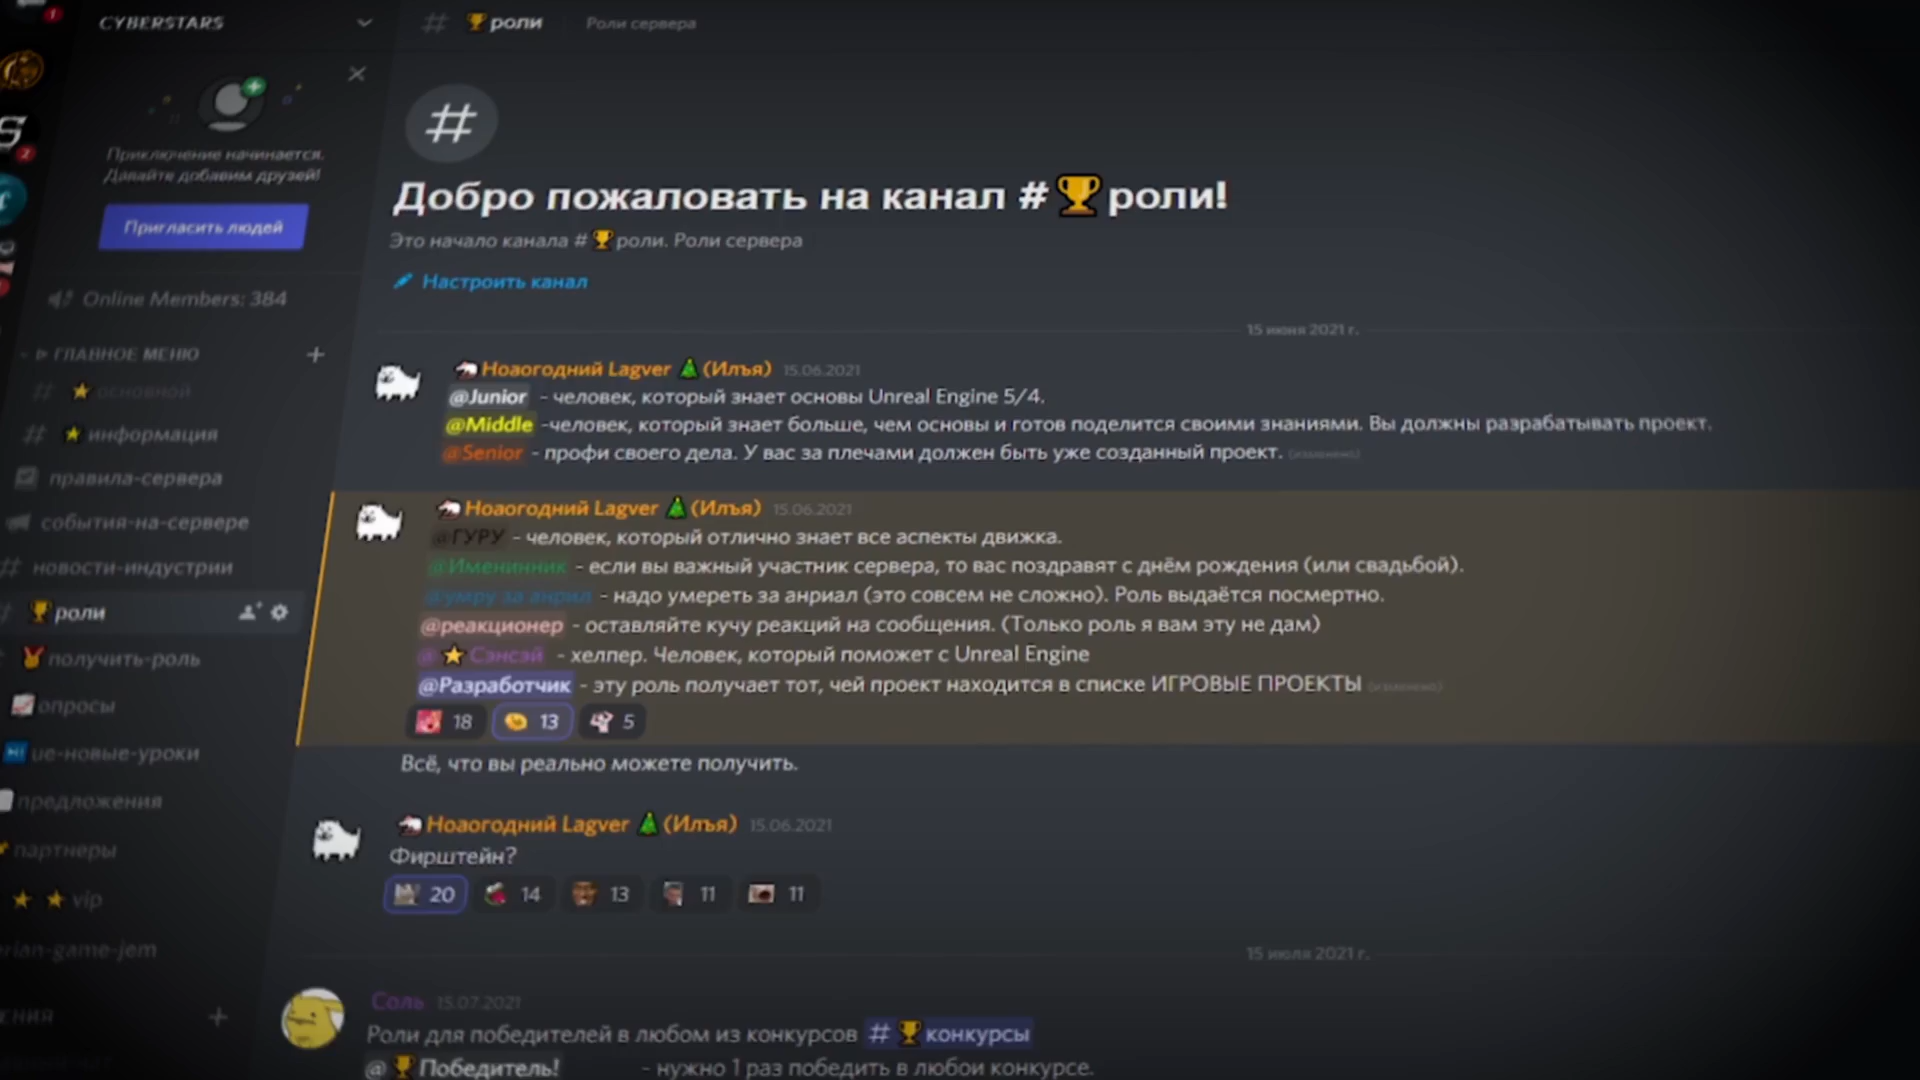 CYBERSTARS
# 🏆роли Роли сервера
Приключение начинается.
Давайте добавим друзей!
Пригласить людей
Online Members: 384
ГЛАВНОЕ МЕНЮ
# ⭐ основной
# ⭐ информация
правила-сервера
события-на-сервере
# новости-индустрии
# 🏆роли
🏅получить-роль
опросы
ue-новые-уроки
предложения
партнеры
⭐ ⭐ vip
rian-game-jem
ЕНИЯ
#
Добро пожаловать на канал #🏆роли!
Это начало канала #🏆роли. Роли сервера
Настроить канал
15 июня 2021 г.
Ноаогодний Lagver 🎄(Илъя) 15.06.2021
@Junior - человек, который знает основы Unreal Engine 5/4.
@Middle -человек, который знает больше, чем основы и готов поделится своими знаниями. Вы должны разрабатывать проект.
@Senior - профи своего дела. У вас за плечами должен быть уже созданный проект. (изменено)
Ноаогодний Lagver 🎄(Илъя) 15.06.2021
@ГУРУ - человек, который отлично знает все аспекты движка.
@Именинник - если вы важный участник сервера, то вас поздравят с днём рождения (или свадьбой).
@умру за анриал - надо умереть за анриал (это совсем не сложно). Роль выдаётся посмертно.
@реакционер - оставляйте кучу реакций на сообщения. (Только роль я вам эту не дам)
@⭐ Сэнсэй - хелпер. Человек, который поможет с Unreal Engine
@Разработчик - эту роль получает тот, чей проект находится в списке ИГРОВЫЕ ПРОЕКТЫ (изменено)
18 13 5
Всё, что вы реально можете получить.
Ноаогодний Lagver 🎄(Илъя) 15.06.2021
Фирштейн?
20 14 13 11 11
15 июля 2021 г.
Соль 15.07.2021
Роли для победителей в любом из конкурсов # 🏆конкурсы
@🏆Победитель! - нужно 1 раз победить в любои конкурсе.